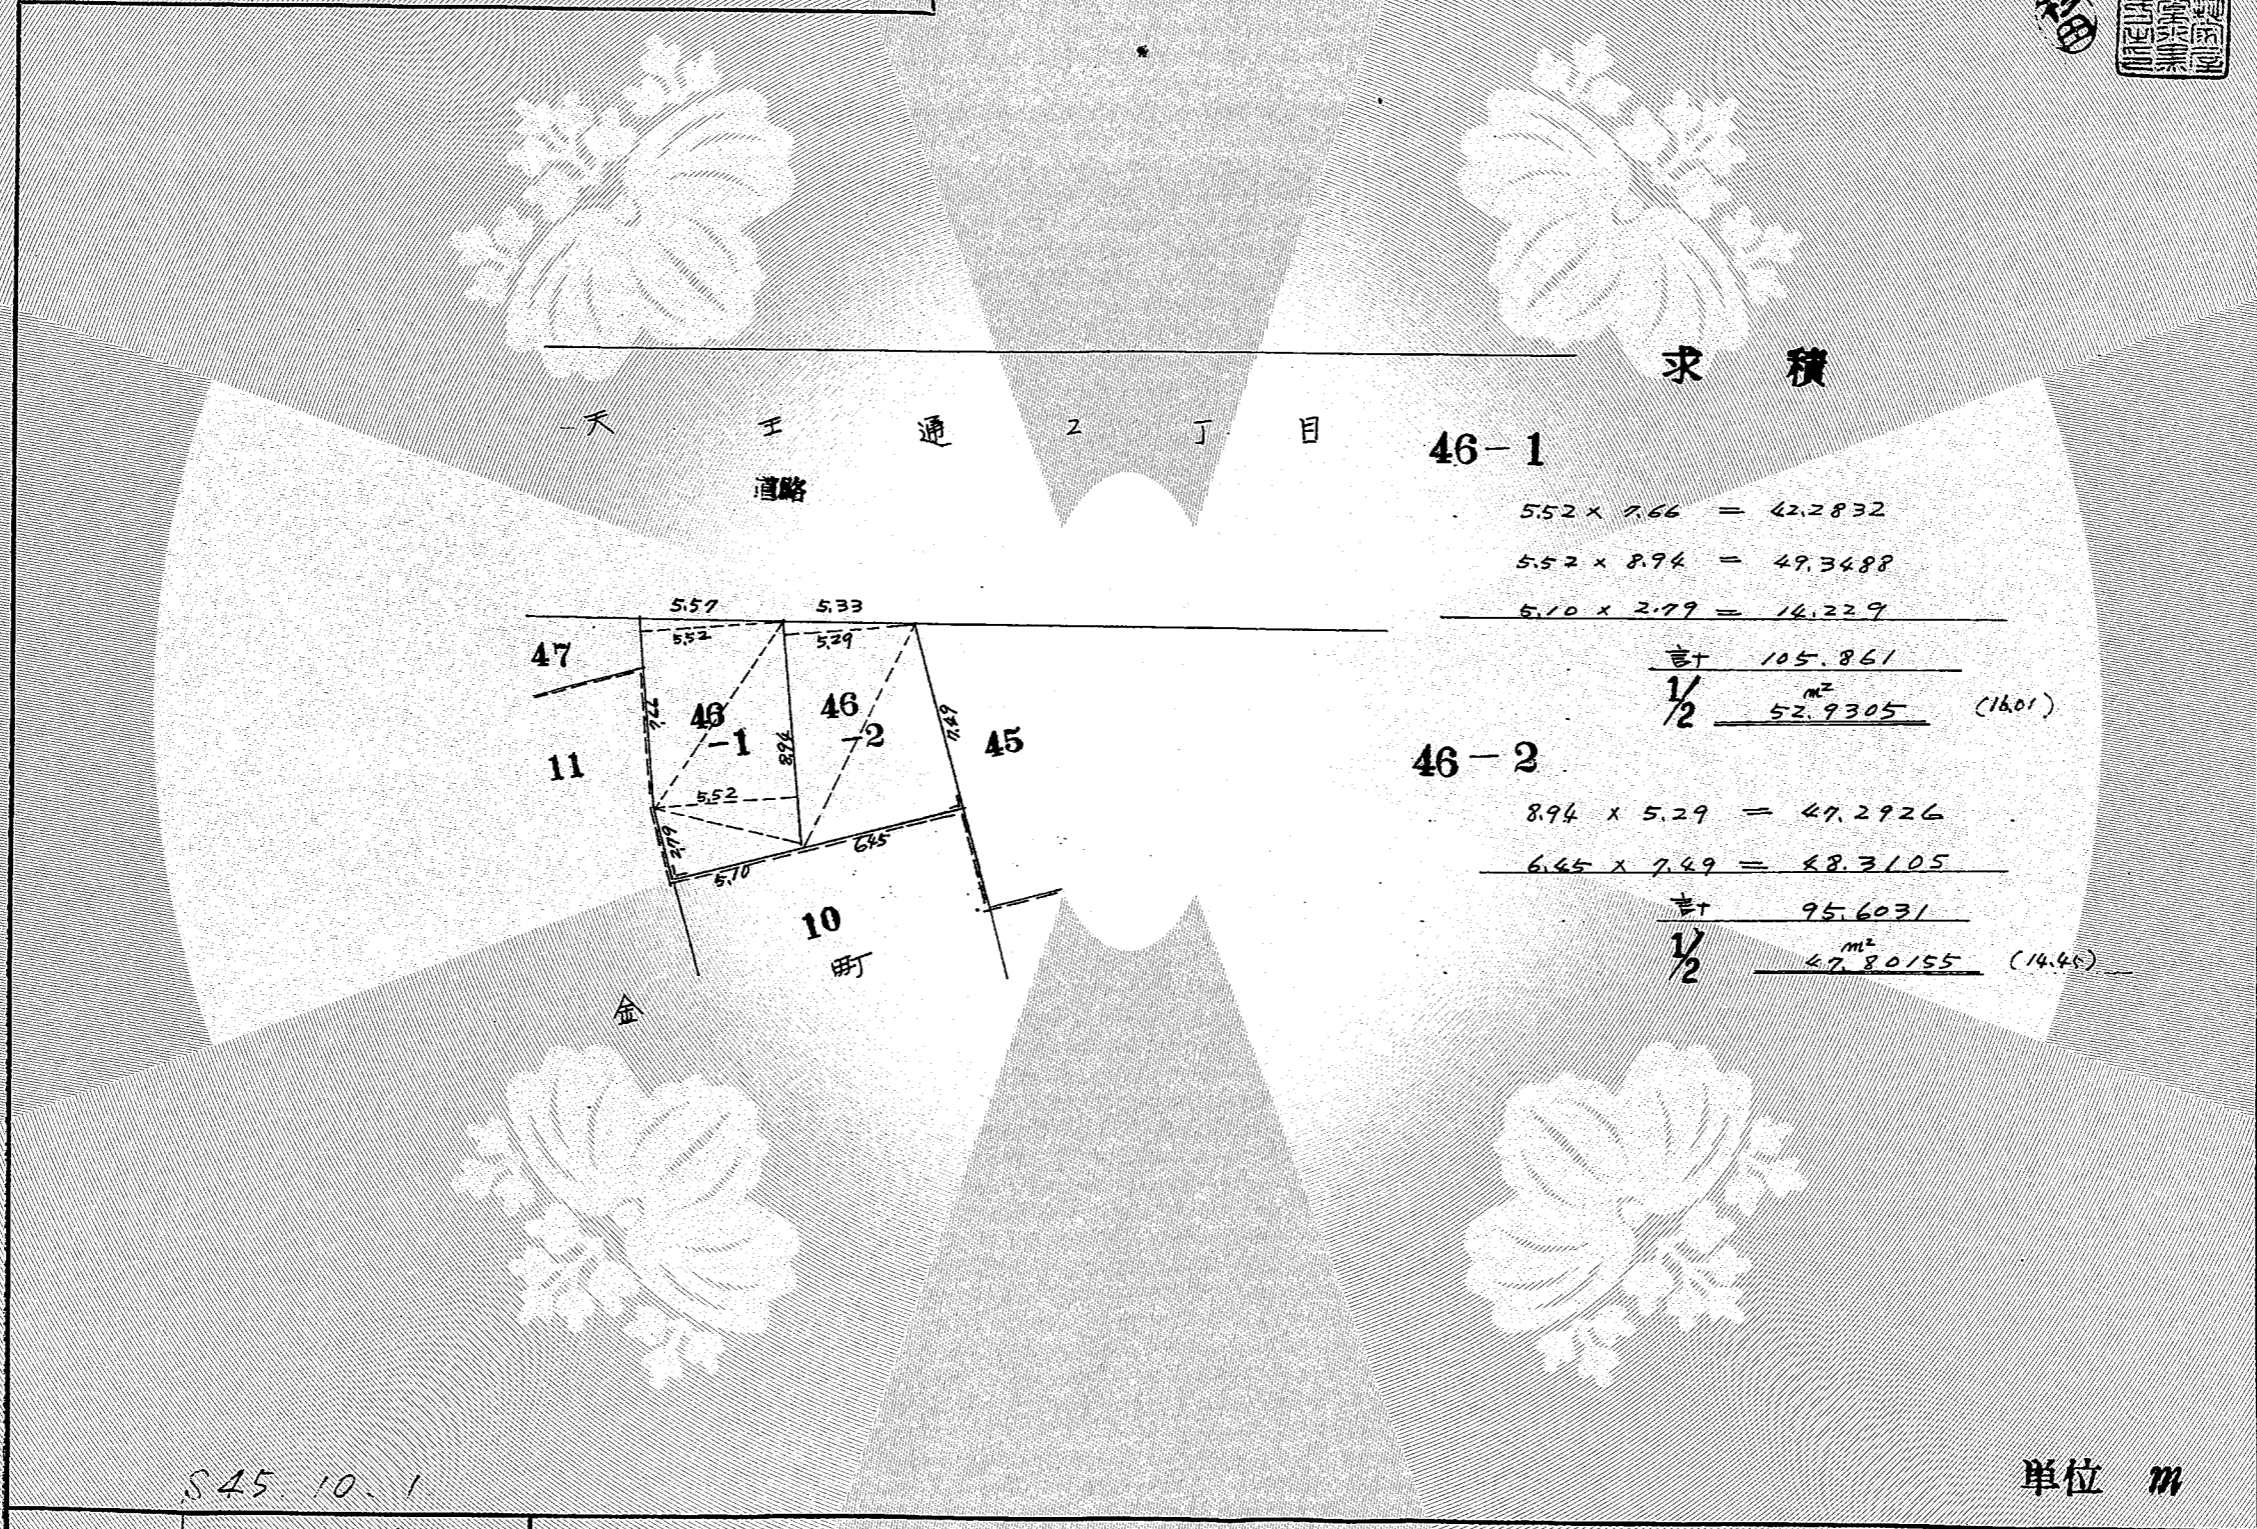 求 積
天 王 通 2 丁 目
道路
46-1
5.52 × 7.66 = 42.2832
5.52 × 8.94 = 49.3488
5.10 × 2.79 = 14.229
計 105.861
1/2 m² 52.9305 (16.01)
46-2
8.94 × 5.29 = 47.2926
6.45 × 7.49 = 48.3105
計 95.6031
1/2 m² 47.80155 (14.45)
5.57 5.33
5.52 5.29
47
7.66
46
-1
46
-2
8.94
7.49
45
11
5.52
2.79
5.10
6.45
10
町
金
S45.10.1
単位 m